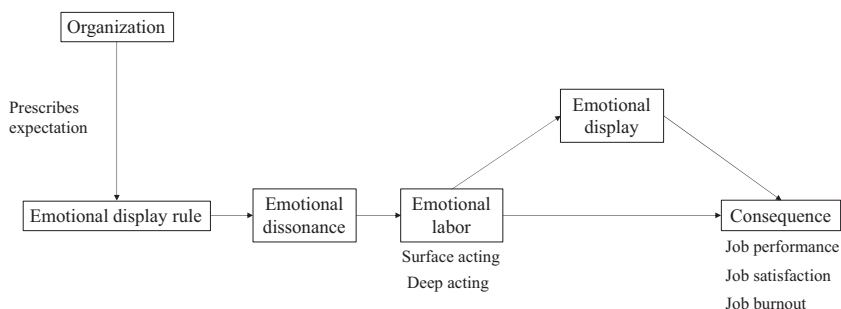 Organization
Prescribes
expectation
Emotional
display
Emotional display rule
Emotional
dissonance
Emotional
labor
Consequence
Surface acting
Deep acting
Job performance
Job satisfaction
Job burnout